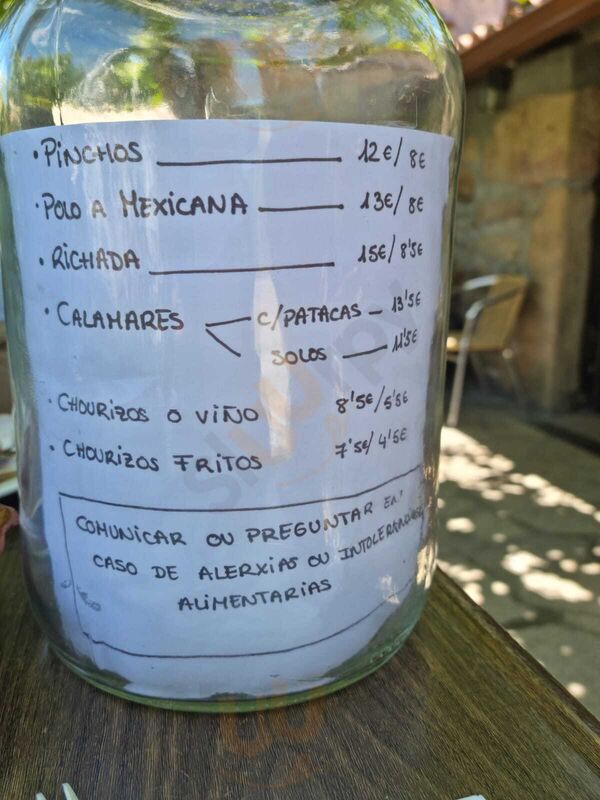 • PINCHOS — 12€/8€
• POLO A MEXICANA — 13€/8€
• RICHADA — 15€/8'5€
• CALAMARES C/PATACAS — 13'5€
SOLOS — 11'5€
• CHOURIZOS O VIÑO 8'5€/5'5€
• CHOURIZOS FRITOS 7'5€/4'5€
COMUNICAR OU PREGUNTAR EN
CASO DE ALERXIAS OU
ALIMENTARIAS